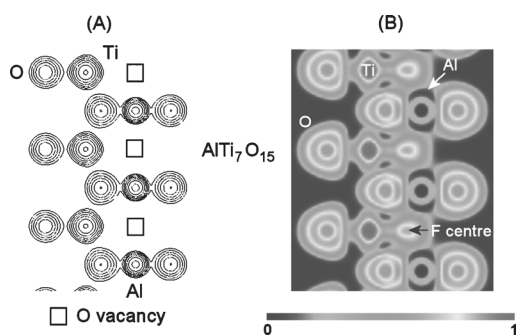 (A)
Ti
O
AlTi7O15
Al
O vacancy
(B)
Al
Ti
O
F centre
0
1